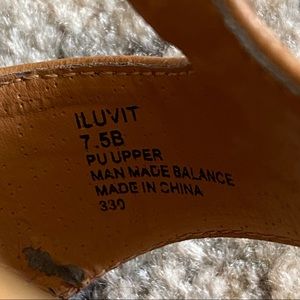 ILUVIT
7.5B
PU UPPER
MAN MADE BALANCE
MADE IN CHINA
330